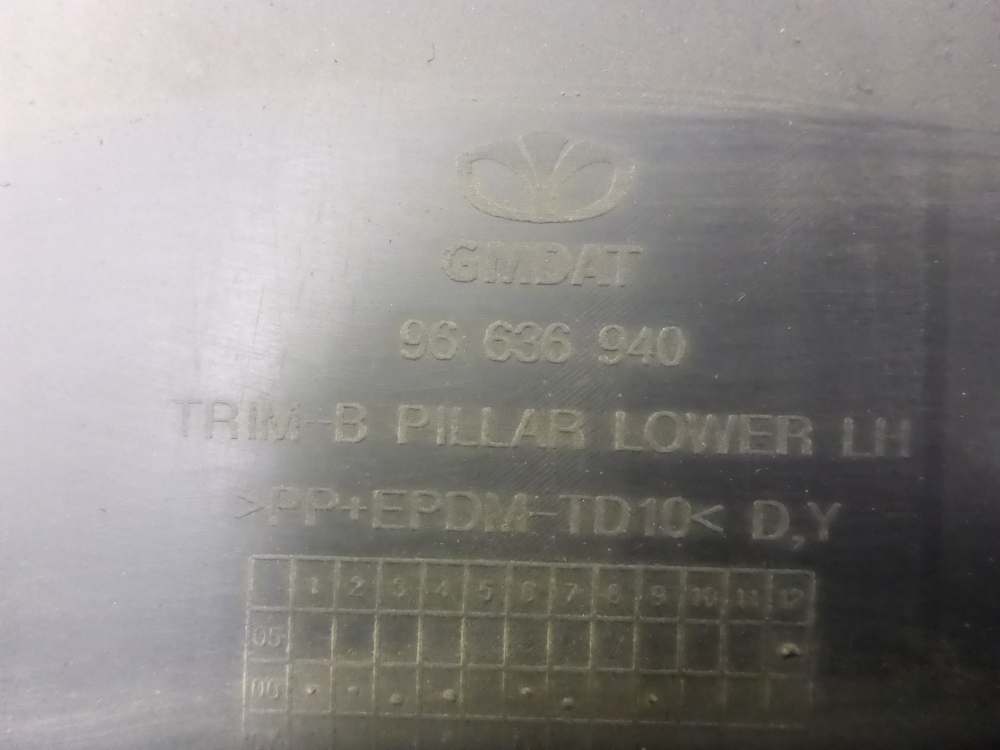 GMDAT
96 636 940
TRIM-B PILLAR LOWER LH
>PP+EPDM-TD10< D,Y
1 2 3 4 5 6 7 8 9 10 11 12
05
06